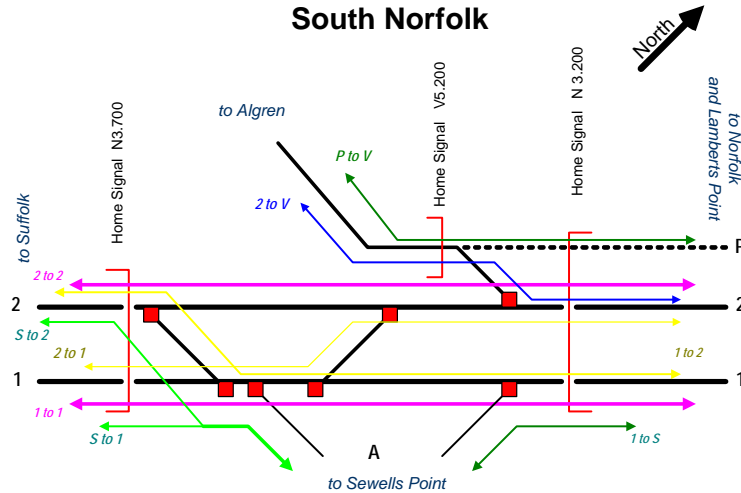 South Norfolk
North
to Algren
Home Signal V5.200
Home Signal N 3.200
to Norfolk
and Lamberts Point
Home Signal N3.700
P to V
2 to V
to Suffolk
P
2 to 2
2
2
S to 2
2 to 1
1 to 2
1
1
1 to 1
S to 1
A
1 to S
to Sewells Point